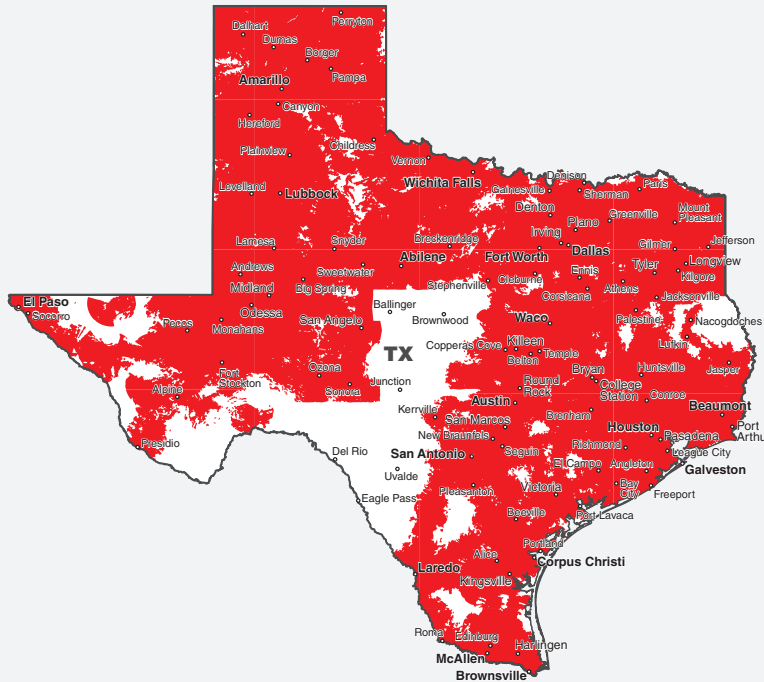 Perryton
Dalhart
Dumas
Borger
Pampa
Amarillo
Canyon
Hereford
Childress
Plainview
Vernon
Wichita Falls
Denison
Gainesville
Sherman
Paris
Levelland
Lubbock
Denton
Greenville
Mount
Pleasant
Plano
Irving
Lamesa
Snyder
Breckenridge
Dallas
Gilmer
Jefferson
Abilene
Fort Worth
Longview
Andrews
Sweetwater
Ennis
Tyler
Kilgore
Midland
Big Spring
Stephenville
Cleburne
Athens
El Paso
Socorro
Odessa
Ballinger
Corsicana
Jacksonville
Pecos
Monahans
San Angelo
Brownwood
Waco
Palestine
Nacogdoches
TX
Copperas Cove
Killeen
Lufkin
Belton
Temple
Ozona
Fort
Stockton
Junction
Bryan
Huntsville
Jasper
Alpine
Sonora
Round
Rock
College
Station
Conroe
Kerrville
Austin
Brenham
Beaumont
San Marcos
Houston
Port
Arthur
Presidio
New Braunfels
Richmond
Pasadena
Del Rio
San Antonio
Seguin
League City
Uvalde
El Campo
Angleton
Galveston
Eagle Pass
Pleasanton
Victoria
Bay
City
Freeport
Beeville
Port Lavaca
Portland
Alice
Corpus Christi
Laredo
Kingsville
Roma
Edinburg
Harlingen
McAllen
Brownsville